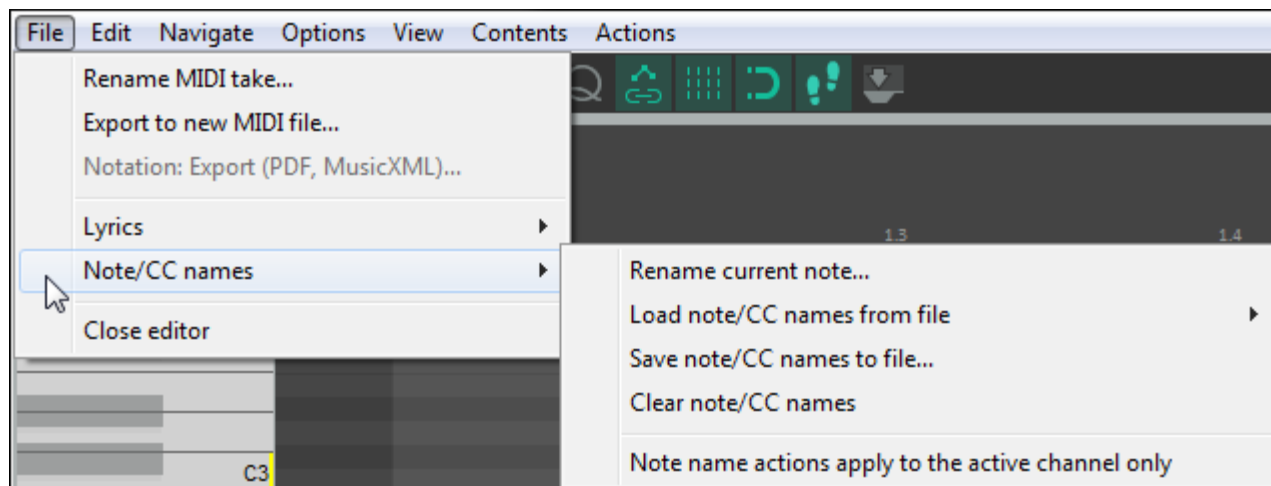 File Edit Navigate Options View Contents Actions
Rename MIDI take...
Export to new MIDI file...
Notation: Export (PDF, MusicXML)...
Lyrics
1.3 1.4
Note/CC names
Rename current note...
Load note/CC names from file
Close editor
Save note/CC names to file...
Clear note/CC names
Note name actions apply to the active channel only
C3